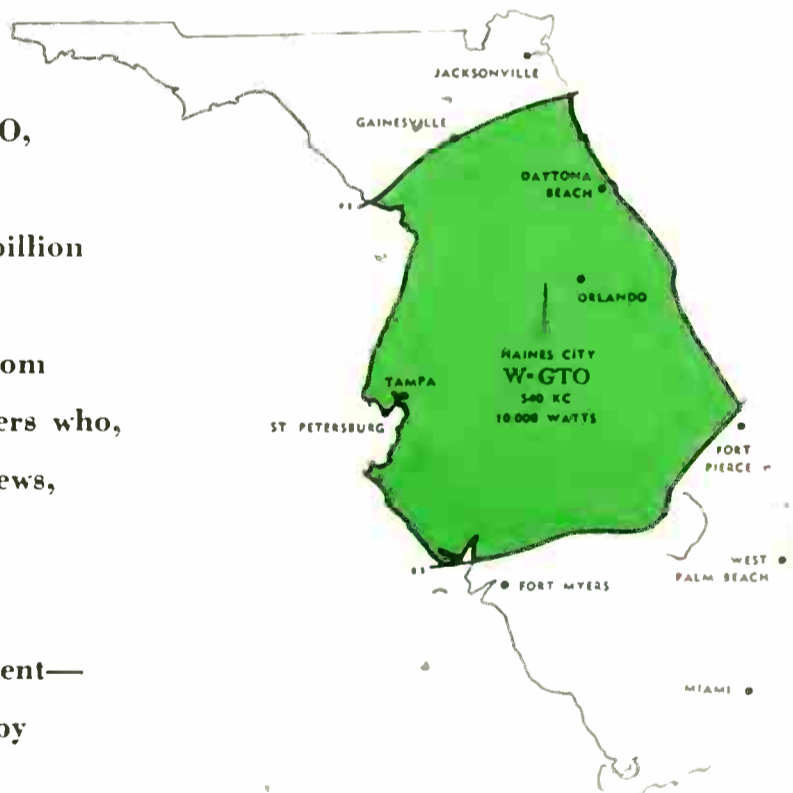 O,
billion
om
ers who,
ews,
ent—
by
JACKSONVILLE
GAINESVILLE
DAYTONA
BEACH
ORLANDO
HAINES CITY
W-GTO
540 KC
10,000 WATTS
TAMPA
ST PETERSBURG
FORT
PIERCE
WEST
PALM BEACH
FORT MYERS
MIAMI